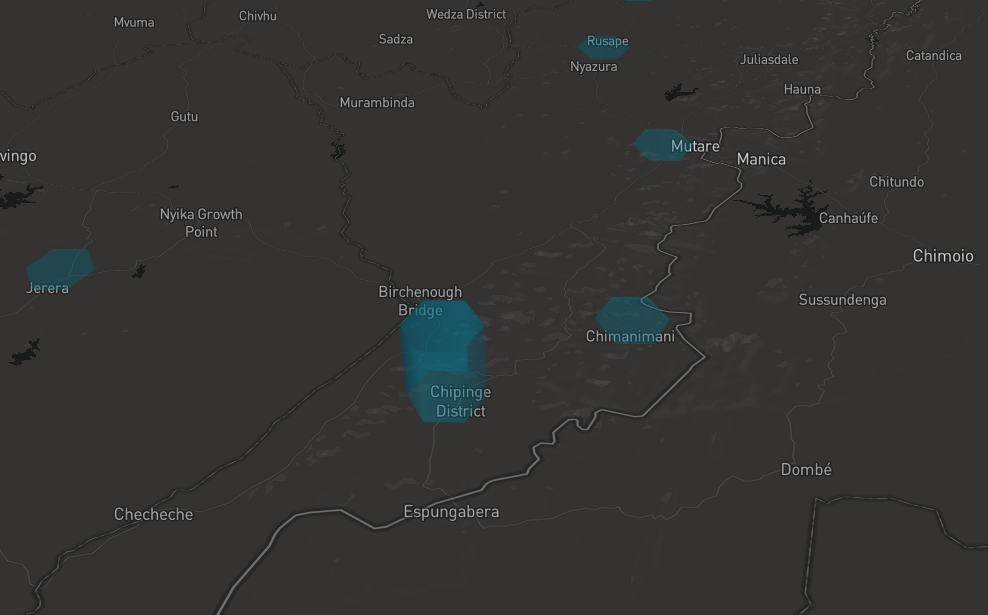 Mvuma
Chivhu
Wedza District
Sadza
Rusape
Nyazura
Juliasdale
Catandica
Hauna
Murambinda
Gutu
vingo
Mutare
Manica
Chitundo
Nyika Growth
Point
Canhaúfe
Chimoio
Jerera
Birchenough
Bridge
Sussundenga
Chimanimani
Chipinge
District
Dombé
Checheche
Espungabera